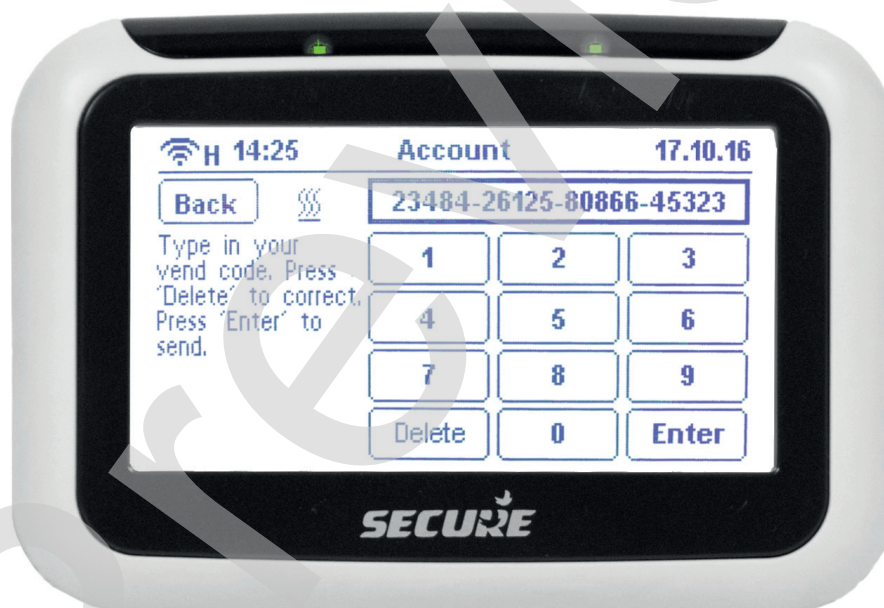 H 14:25 Account 17.10.16
Back 23484-26125-80866-45323
Type in your
vend code. Press
'Delete' to correct.
Press 'Enter' to
send.
1 2 3
4 5 6
7 8 9
Delete 0 Enter
SECURE